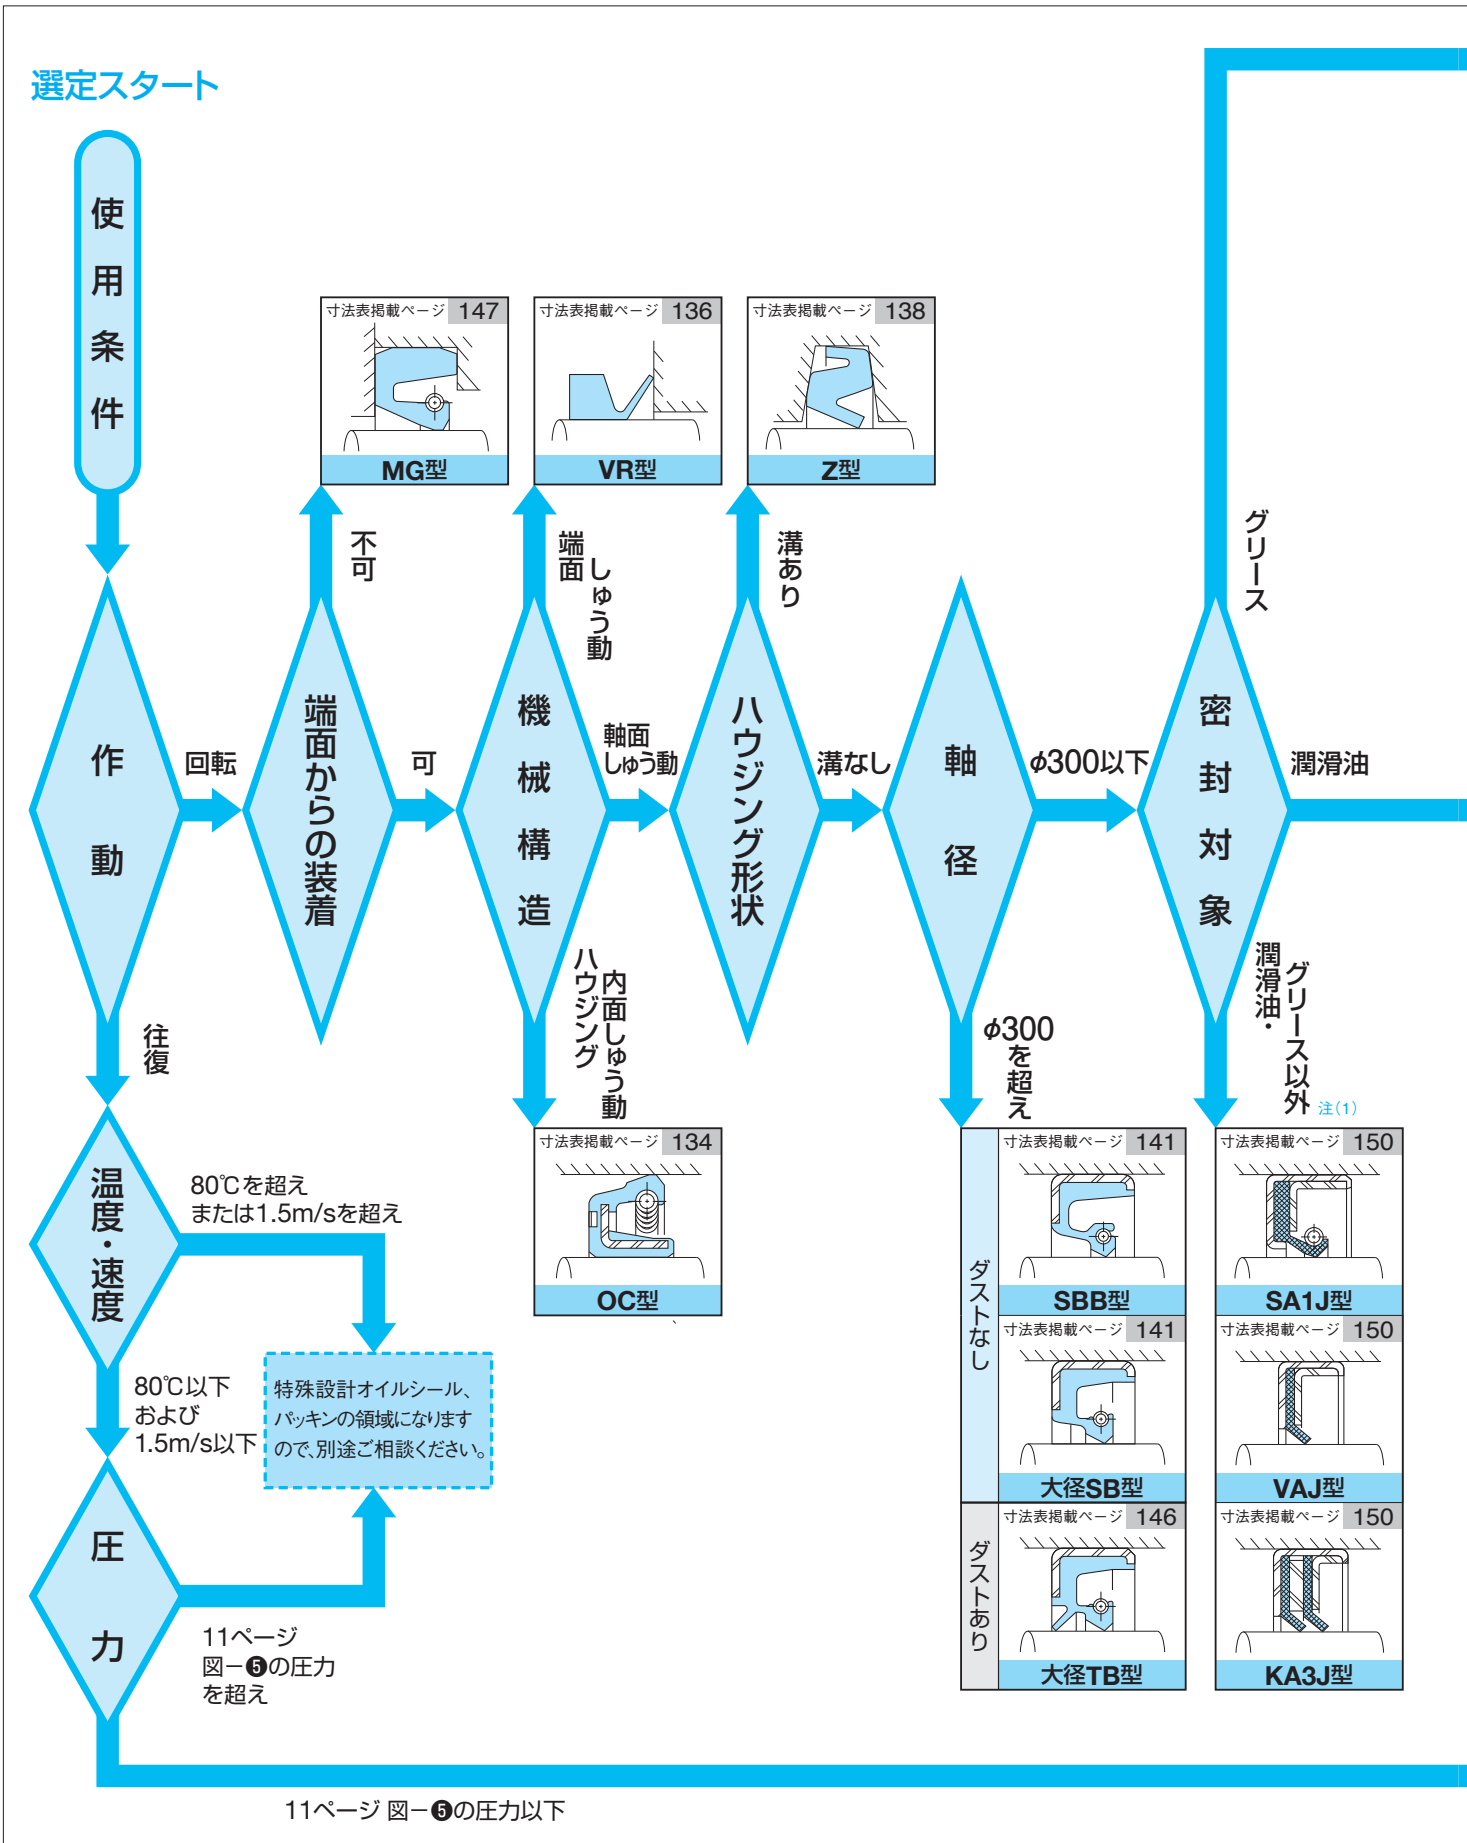 選定スタート
使用条件
作動
回転
往復
端面からの装着
不可
可
寸法表掲載ページ 147
MG型
機械構造
端面
しゅう動
寸法表掲載ページ 136
VR型
軸面
しゅう動
ハウジング
内面しゅう動
寸法表掲載ページ 134
OC型
ハウジング形状
溝あり
寸法表掲載ページ 138
Z型
溝なし
軸径
φ300以下
φ300
を超え
ダストなし
寸法表掲載ページ 141
SBB型
寸法表掲載ページ 141
大径SB型
ダストあり
寸法表掲載ページ 146
大径TB型
密封対象
グリース
潤滑油
潤滑油・
グリース以外 注(1)
寸法表掲載ページ 150
SA1J型
寸法表掲載ページ 150
VAJ型
寸法表掲載ページ 150
KA3J型
温度・速度
80℃を超え
または1.5m/sを超え
80℃以下
および
1.5m/s以下
特殊設計オイルシール、
パッキンの領域になります
ので、別途ご相談ください。
圧力
11ページ
図−❺の圧力
を超え
11ページ 図−❺の圧力以下